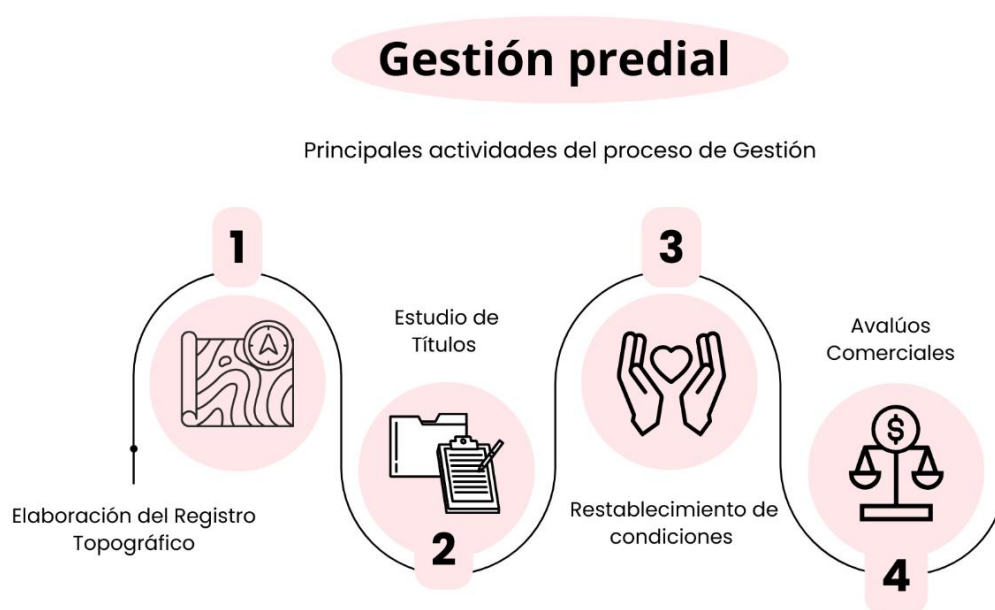 Gestión predial
Principales actividades del proceso de Gestión
1
Elaboración del Registro
Topográfico
Estudio de
Títulos
2
3
Restablecimiento de
condiciones
Avalúos
Comerciales
$
4